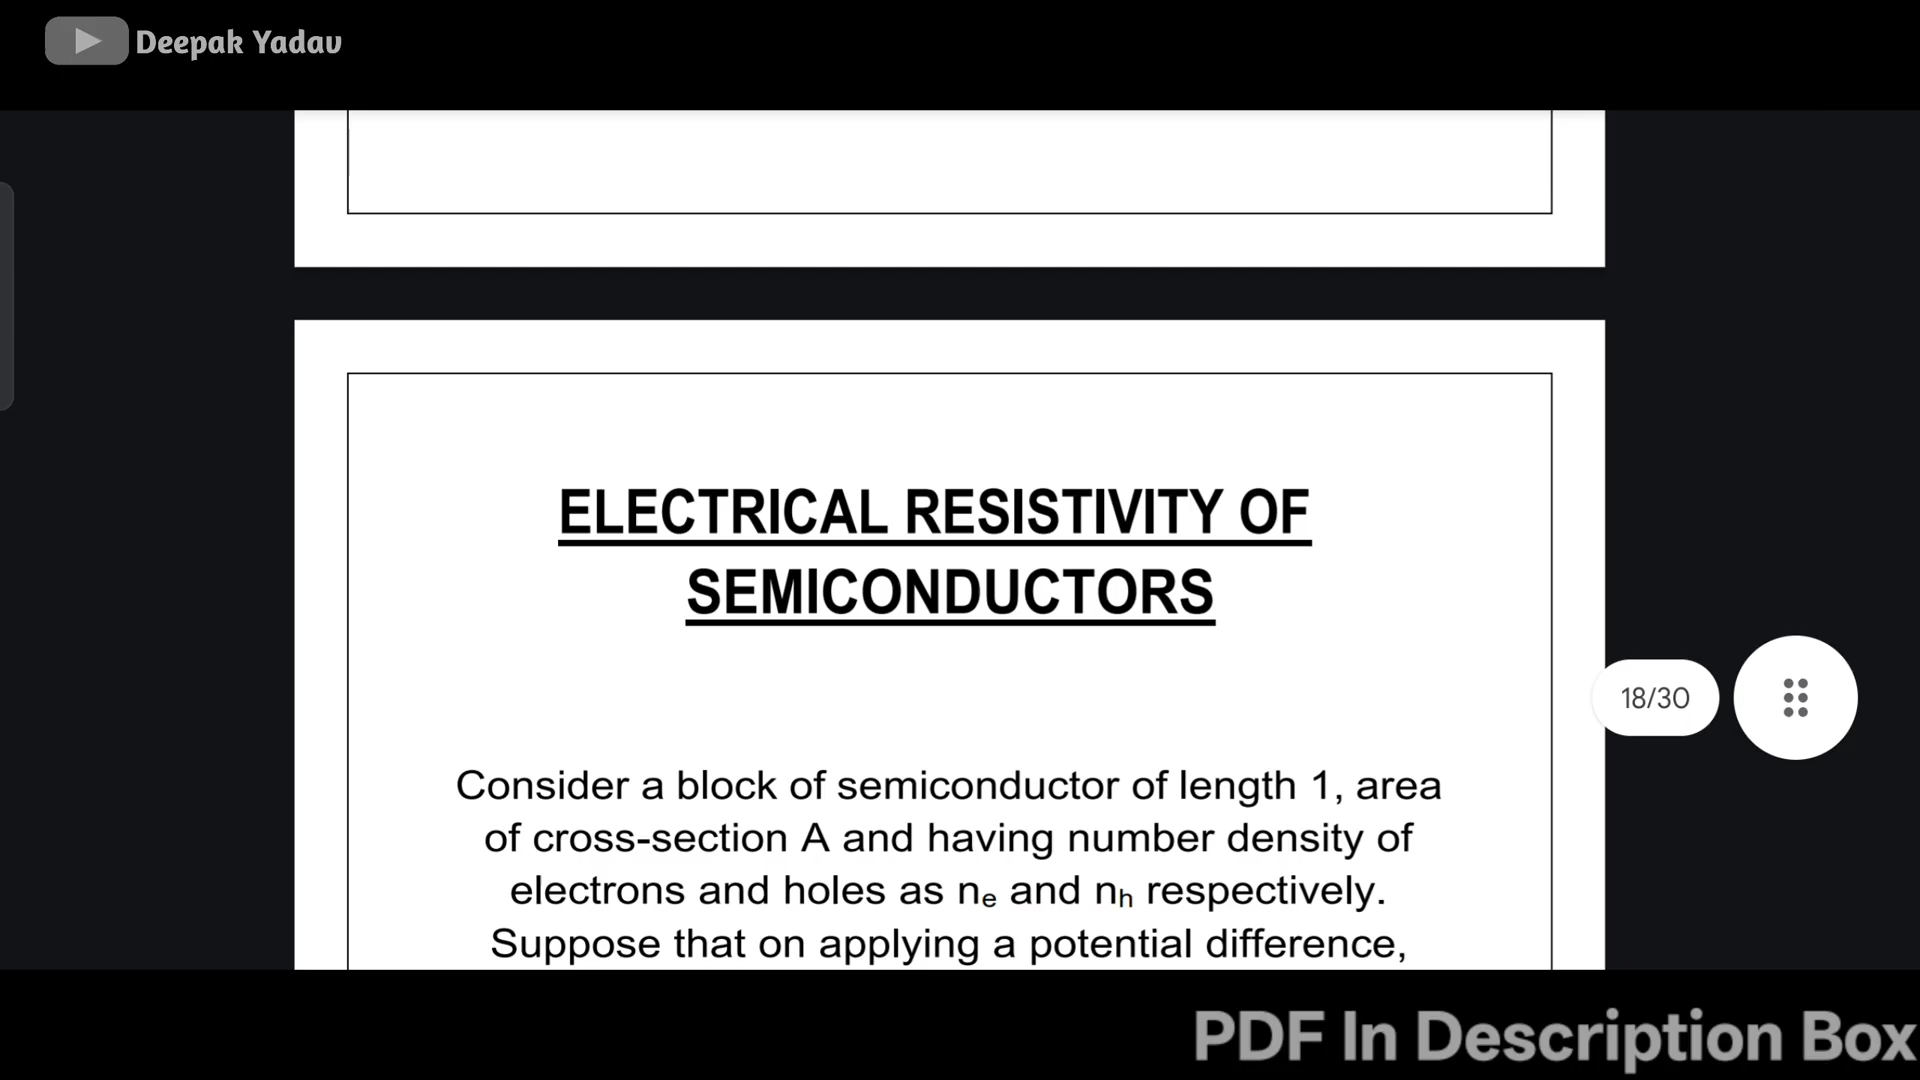 Deepak Yadav
ELECTRICAL RESISTIVITY OF
SEMICONDUCTORS
Consider a block of semiconductor of length 1, area
of cross-section A and having number density of
electrons and holes as nₑ and nₕ respectively.
Suppose that on applying a potential difference,
18/30
PDF In Description Box